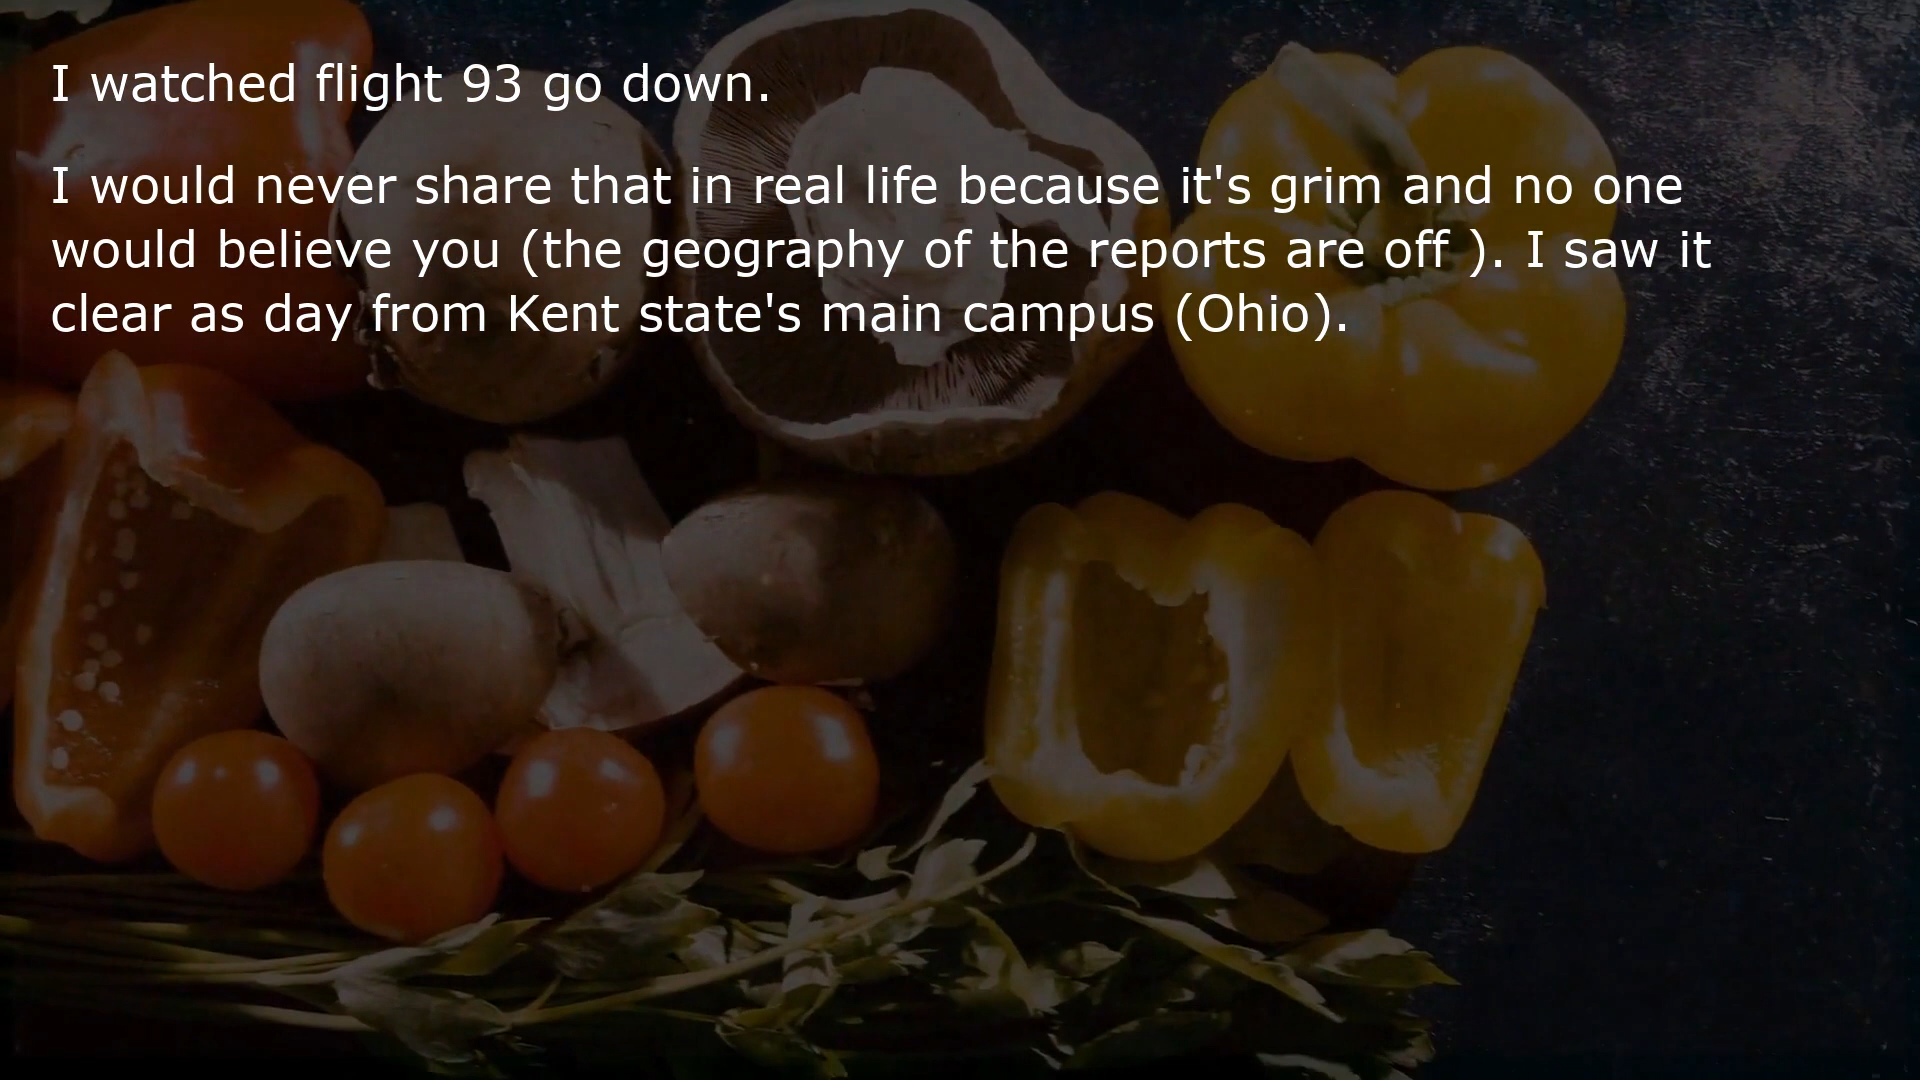 I watched flight 93 go down.
I would never share that in real life because it's grim and no one
would believe you (the geography of the reports are off ). I saw it
clear as day from Kent state's main campus (Ohio).